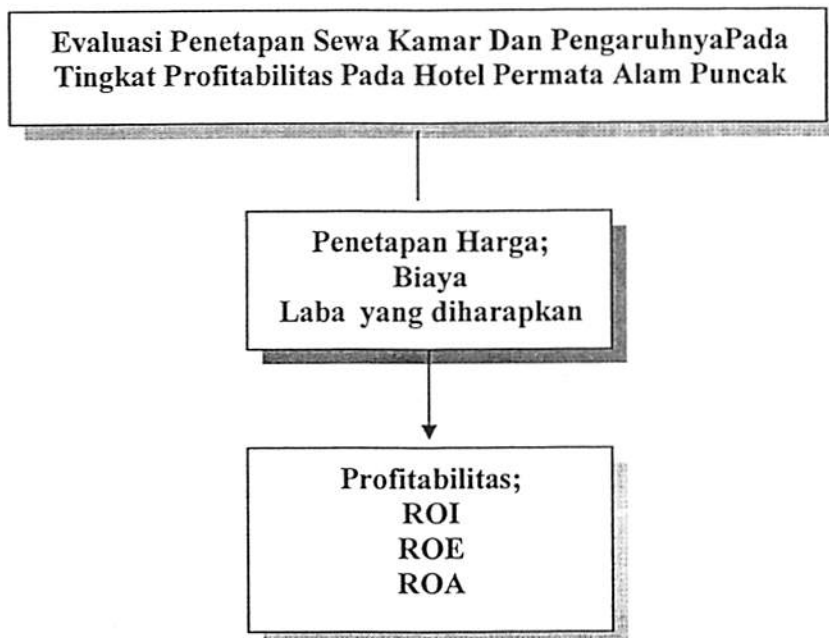 Evaluasi Penetapan Sewa Kamar Dan PengaruhnyaPada
Tingkat Profitabilitas Pada Hotel Permata Alam Puncak
Penetapan Harga;
Biaya
Laba yang diharapkan
Profitabilitas;
ROI
ROE
ROA